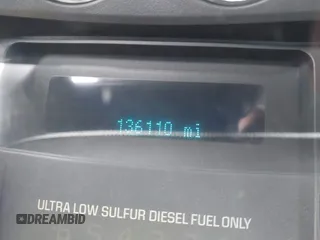 136110 mi
ULTRA LOW SULFUR DIESEL FUEL ONLY
DREAMBID